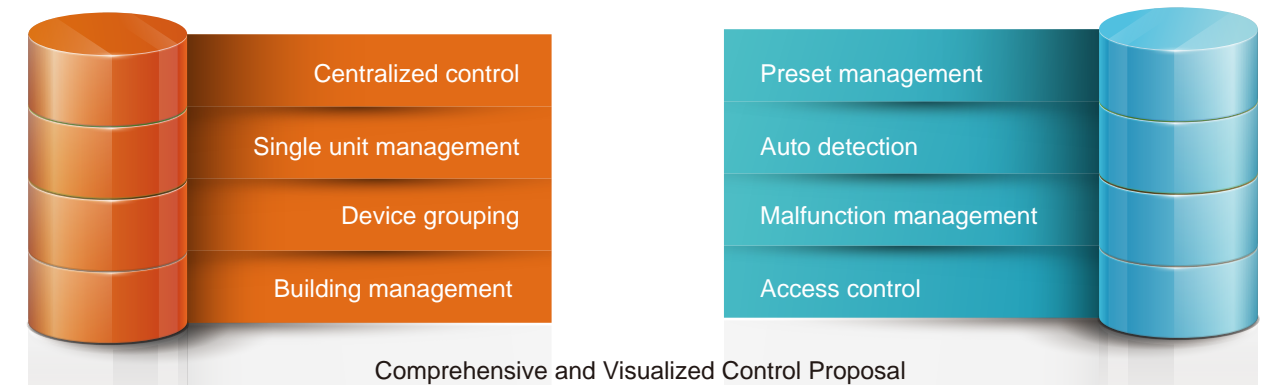 Centralized control
Single unit management
Device grouping
Building management
Preset management
Auto detection
Malfunction management
Access control
Comprehensive and Visualized Control Proposal